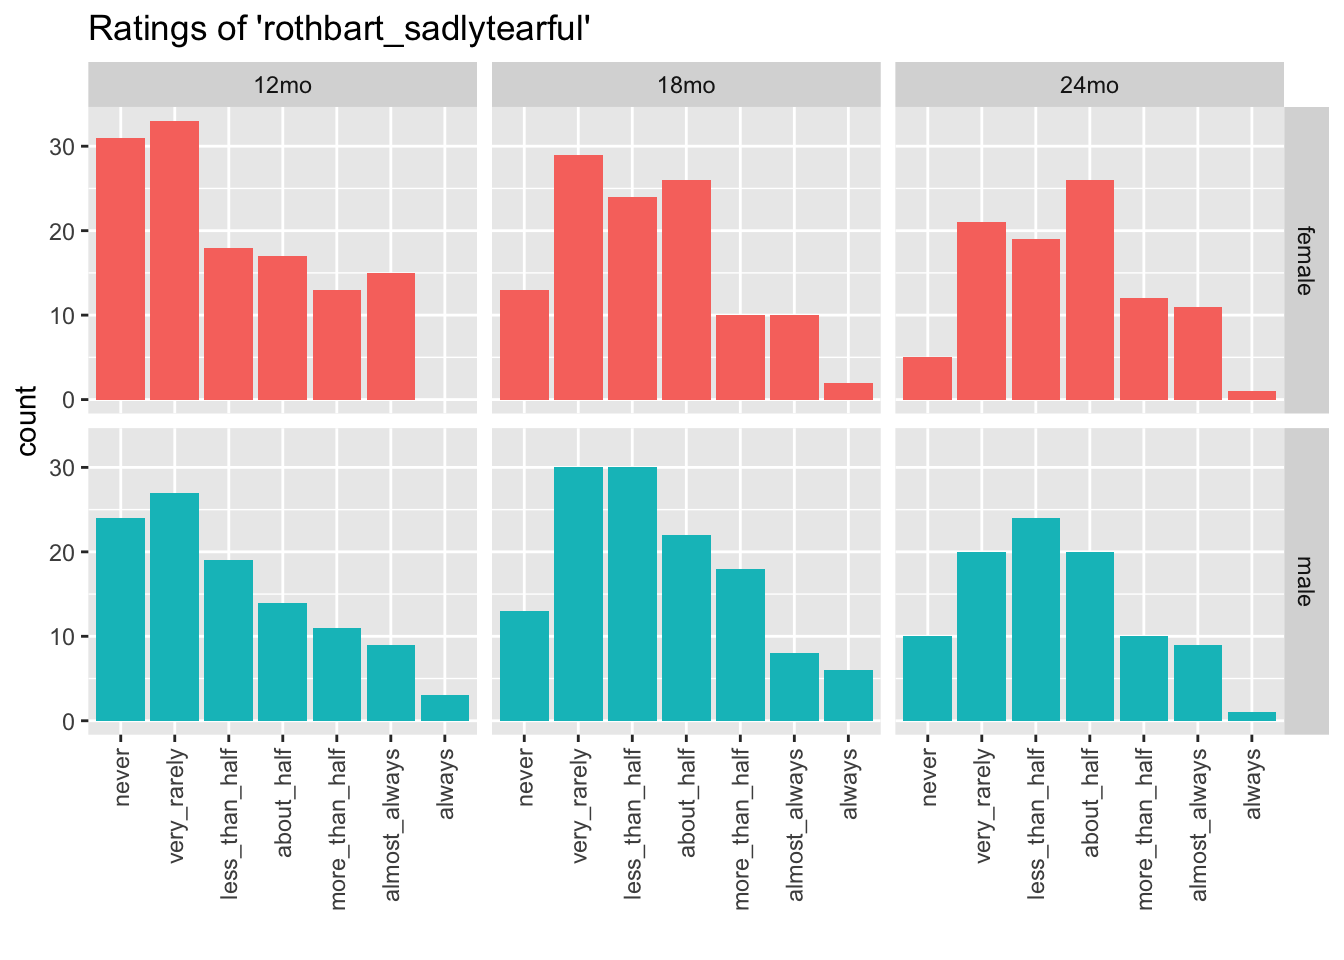 Ratings of 'rothbart_sadlytearful'
12mo 18mo 24mo
count
30
20
10
0
female
30
20
10
0
male
never very_rarely less_than_half about_half more_than_half almost_always always
never very_rarely less_than_half about_half more_than_half almost_always always
never very_rarely less_than_half about_half more_than_half almost_always always